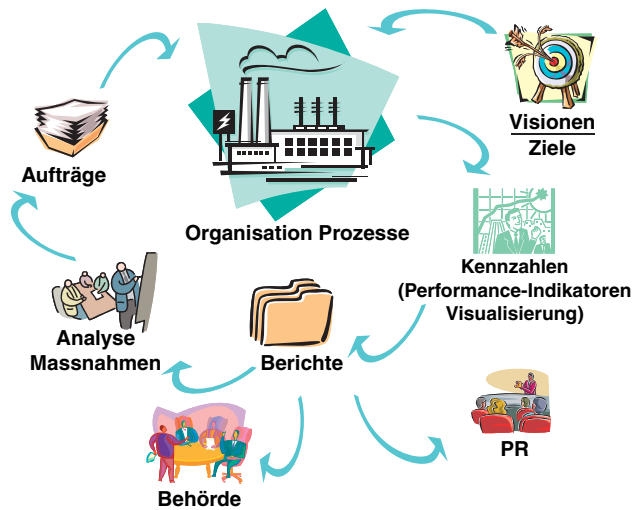 Visionen
Ziele
Aufträge
Organisation Prozesse
Kennzahlen
(Performance-Indikatoren
Visualisierung)
Analyse
Massnahmen
Berichte
PR
Behörde